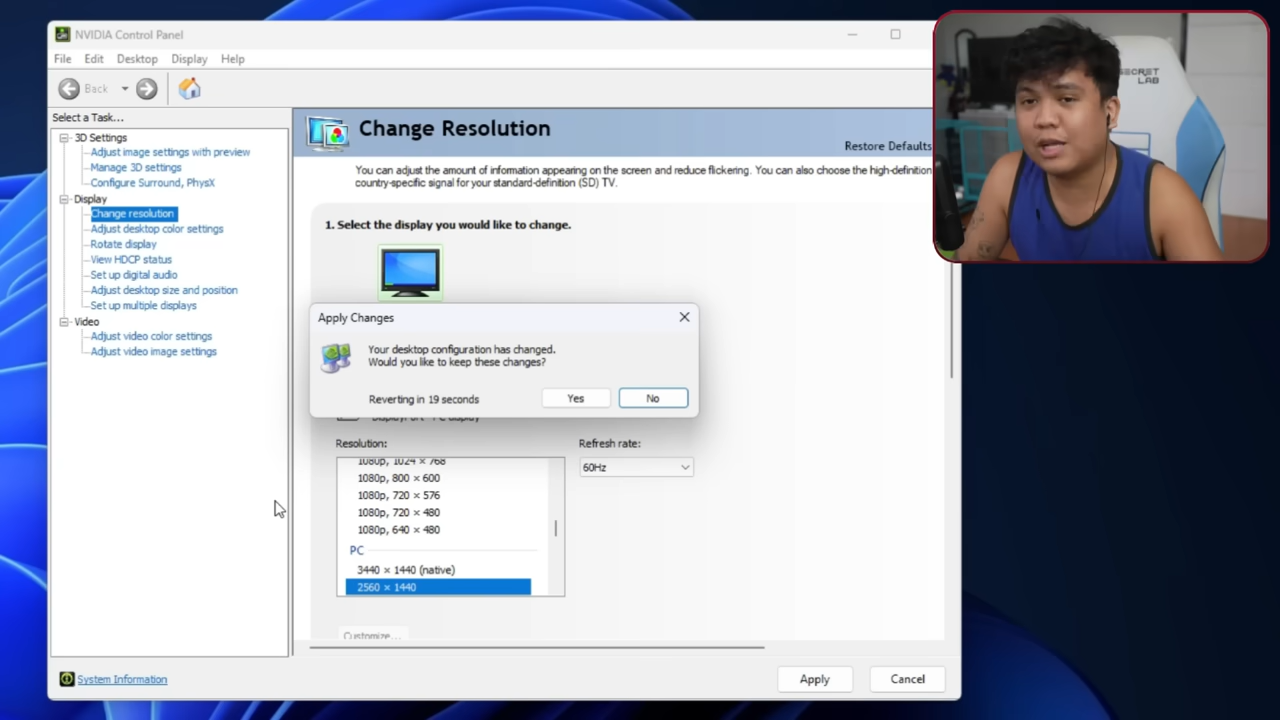 NVIDIA Control Panel
File Edit Desktop Display Help
Back
Select a Task...
3D Settings
Adjust image settings with preview
Manage 3D settings
Configure Surround, PhysX
Display
Change resolution
Adjust desktop color settings
Rotate display
View HDCP status
Set up digital audio
Adjust desktop size and position
Set up multiple displays
Video
Adjust video color settings
Adjust video image settings
System Information
Change Resolution
Restore Defaults
You can adjust the amount of information appearing on the screen and reduce flickering. You can also choose the high-definition
country-specific signal for your standard-definition (SD) TV.
1. Select the display you would like to change.
Apply Changes
Your desktop configuration has changed.
Would you like to keep these changes?
Reverting in 19 seconds
Yes
No
Resolution:
Refresh rate:
1080p, 1024 × 768
60Hz
1080p, 800 × 600
1080p, 720 × 576
1080p, 720 × 480
1080p, 640 × 480
PC
3440 × 1440 (native)
2560 × 1440
Customize...
Apply
Cancel
SECRET
LAB